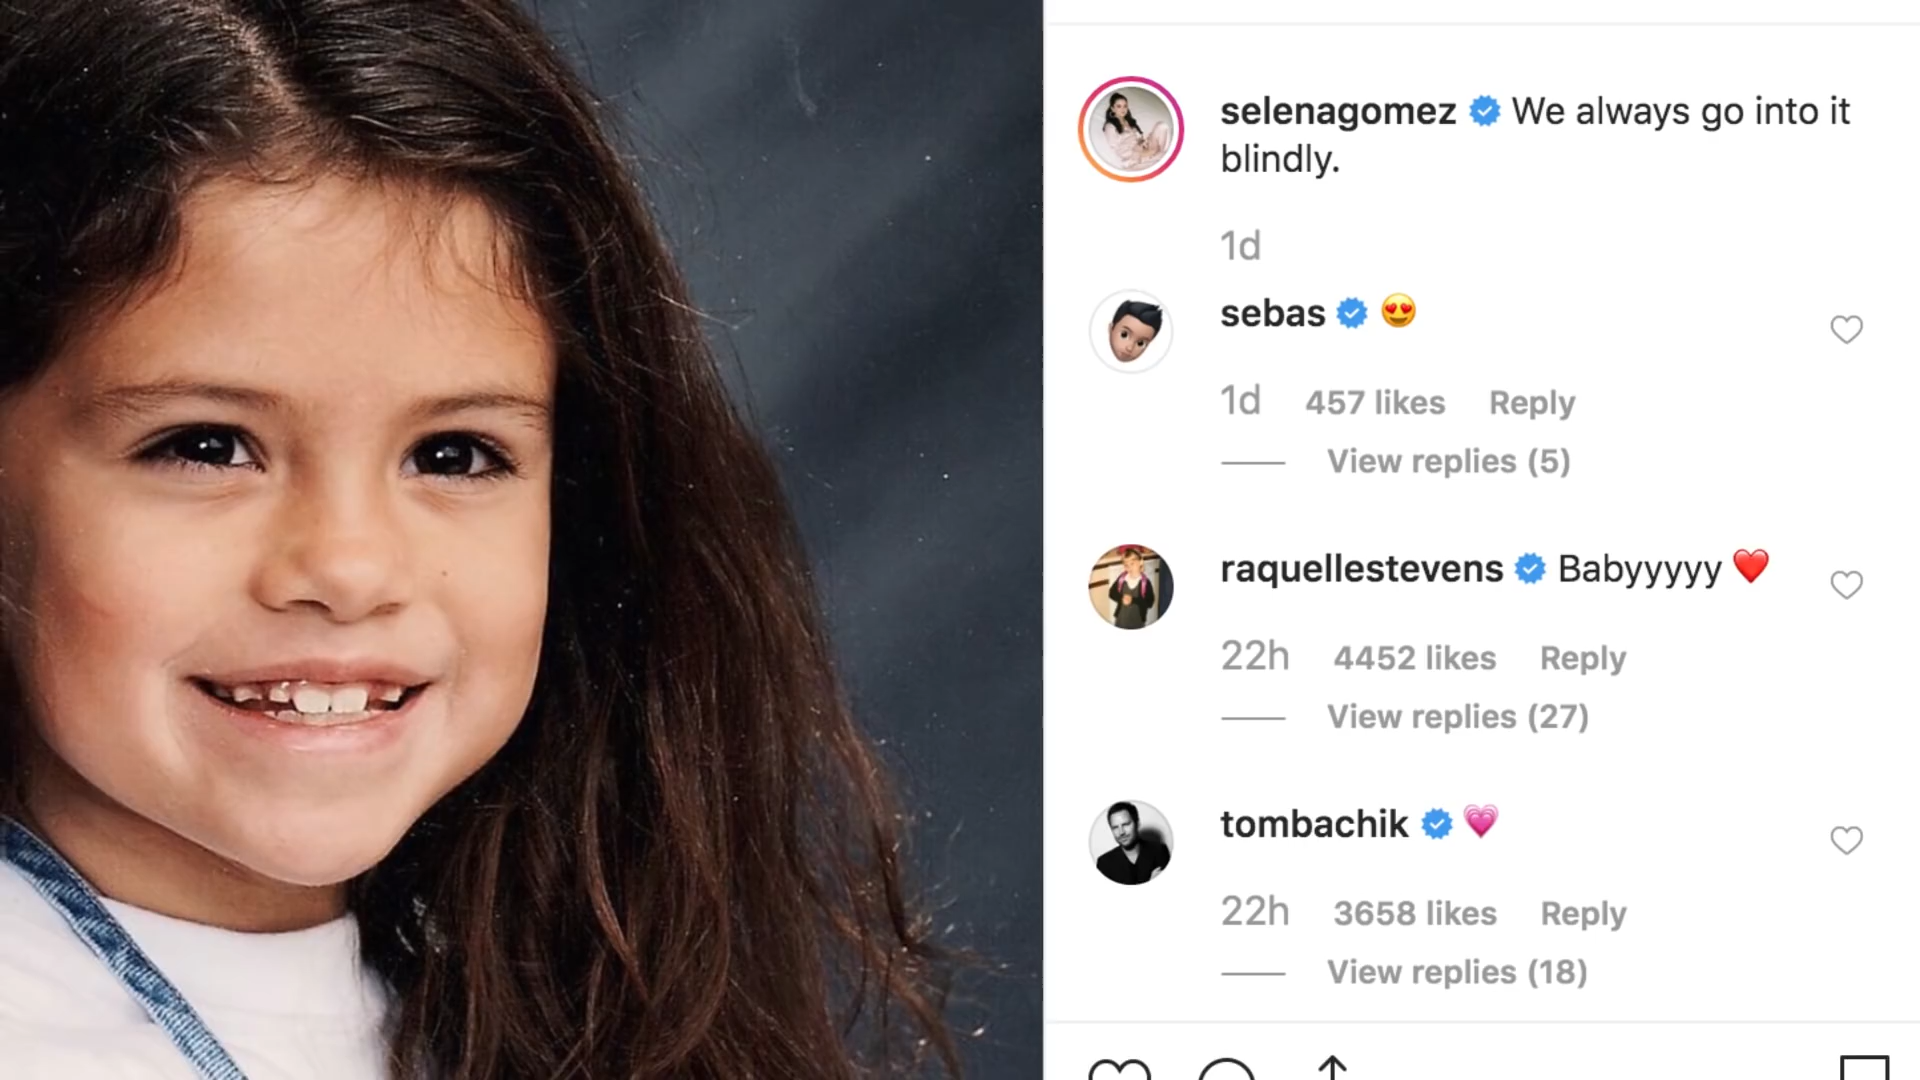 selenagomez We always go into it
blindly.
1d
sebas 😍
1d 457 likes Reply
View replies (5)
raquellestevens Babyyyyy ❤️
22h 4452 likes Reply
View replies (27)
tombachik 💗
22h 3658 likes Reply
View replies (18)